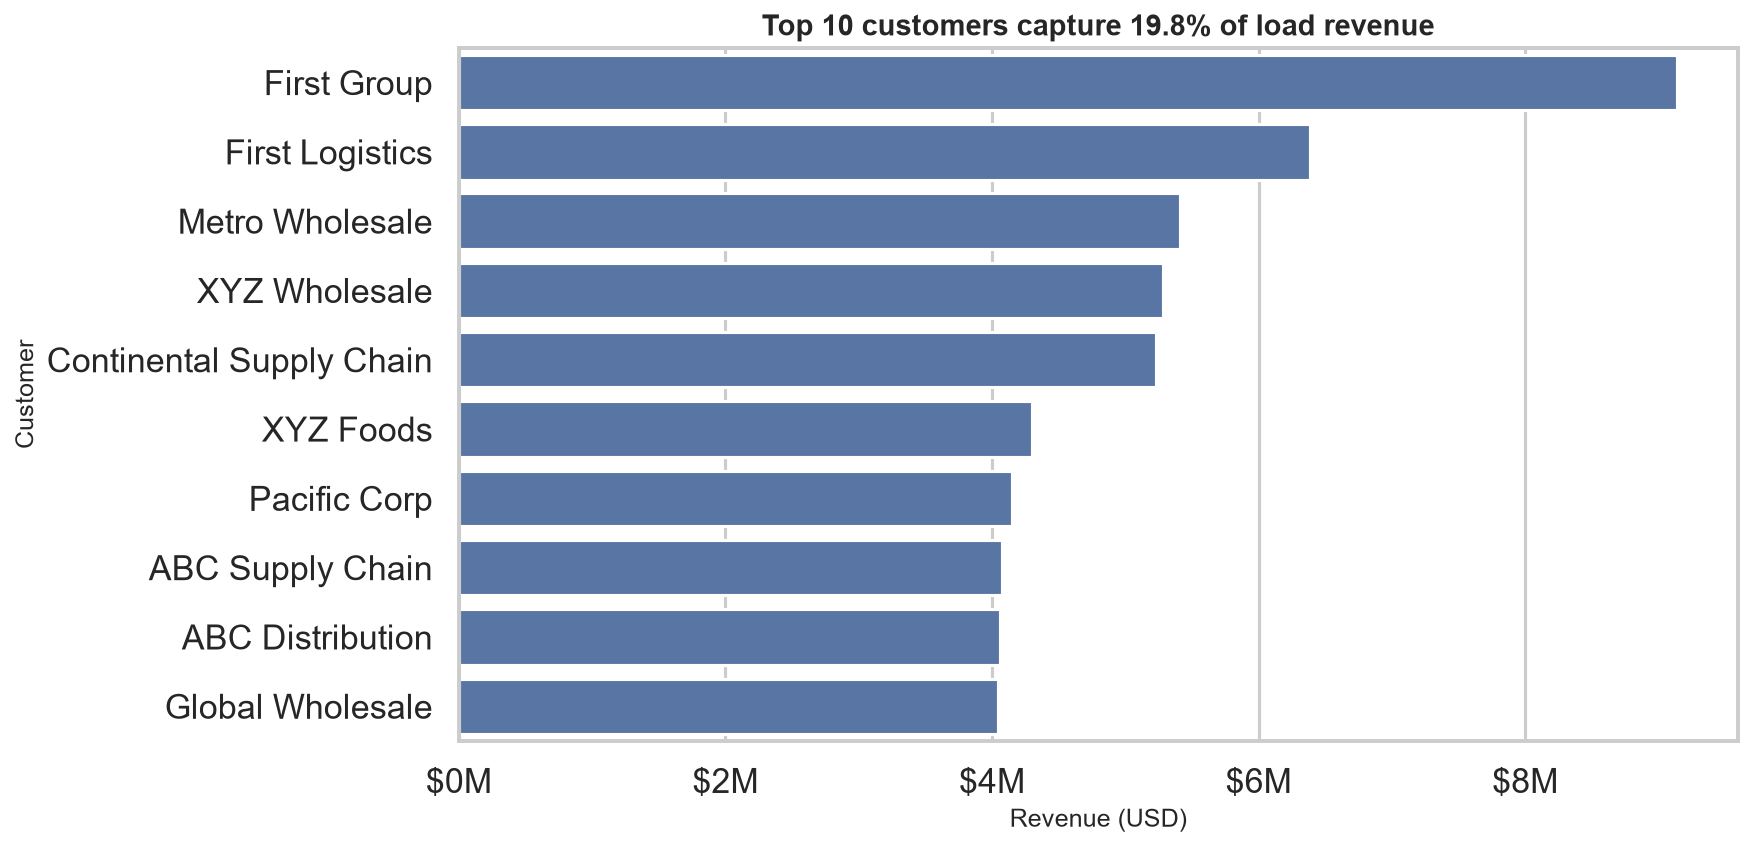 Top 10 customers capture 19.8% of load revenue
First Group
First Logistics
Metro Wholesale
XYZ Wholesale
Continental Supply Chain
XYZ Foods
Pacific Corp
ABC Supply Chain
ABC Distribution
Global Wholesale
Customer
$0M $2M $4M $6M $8M
Revenue (USD)